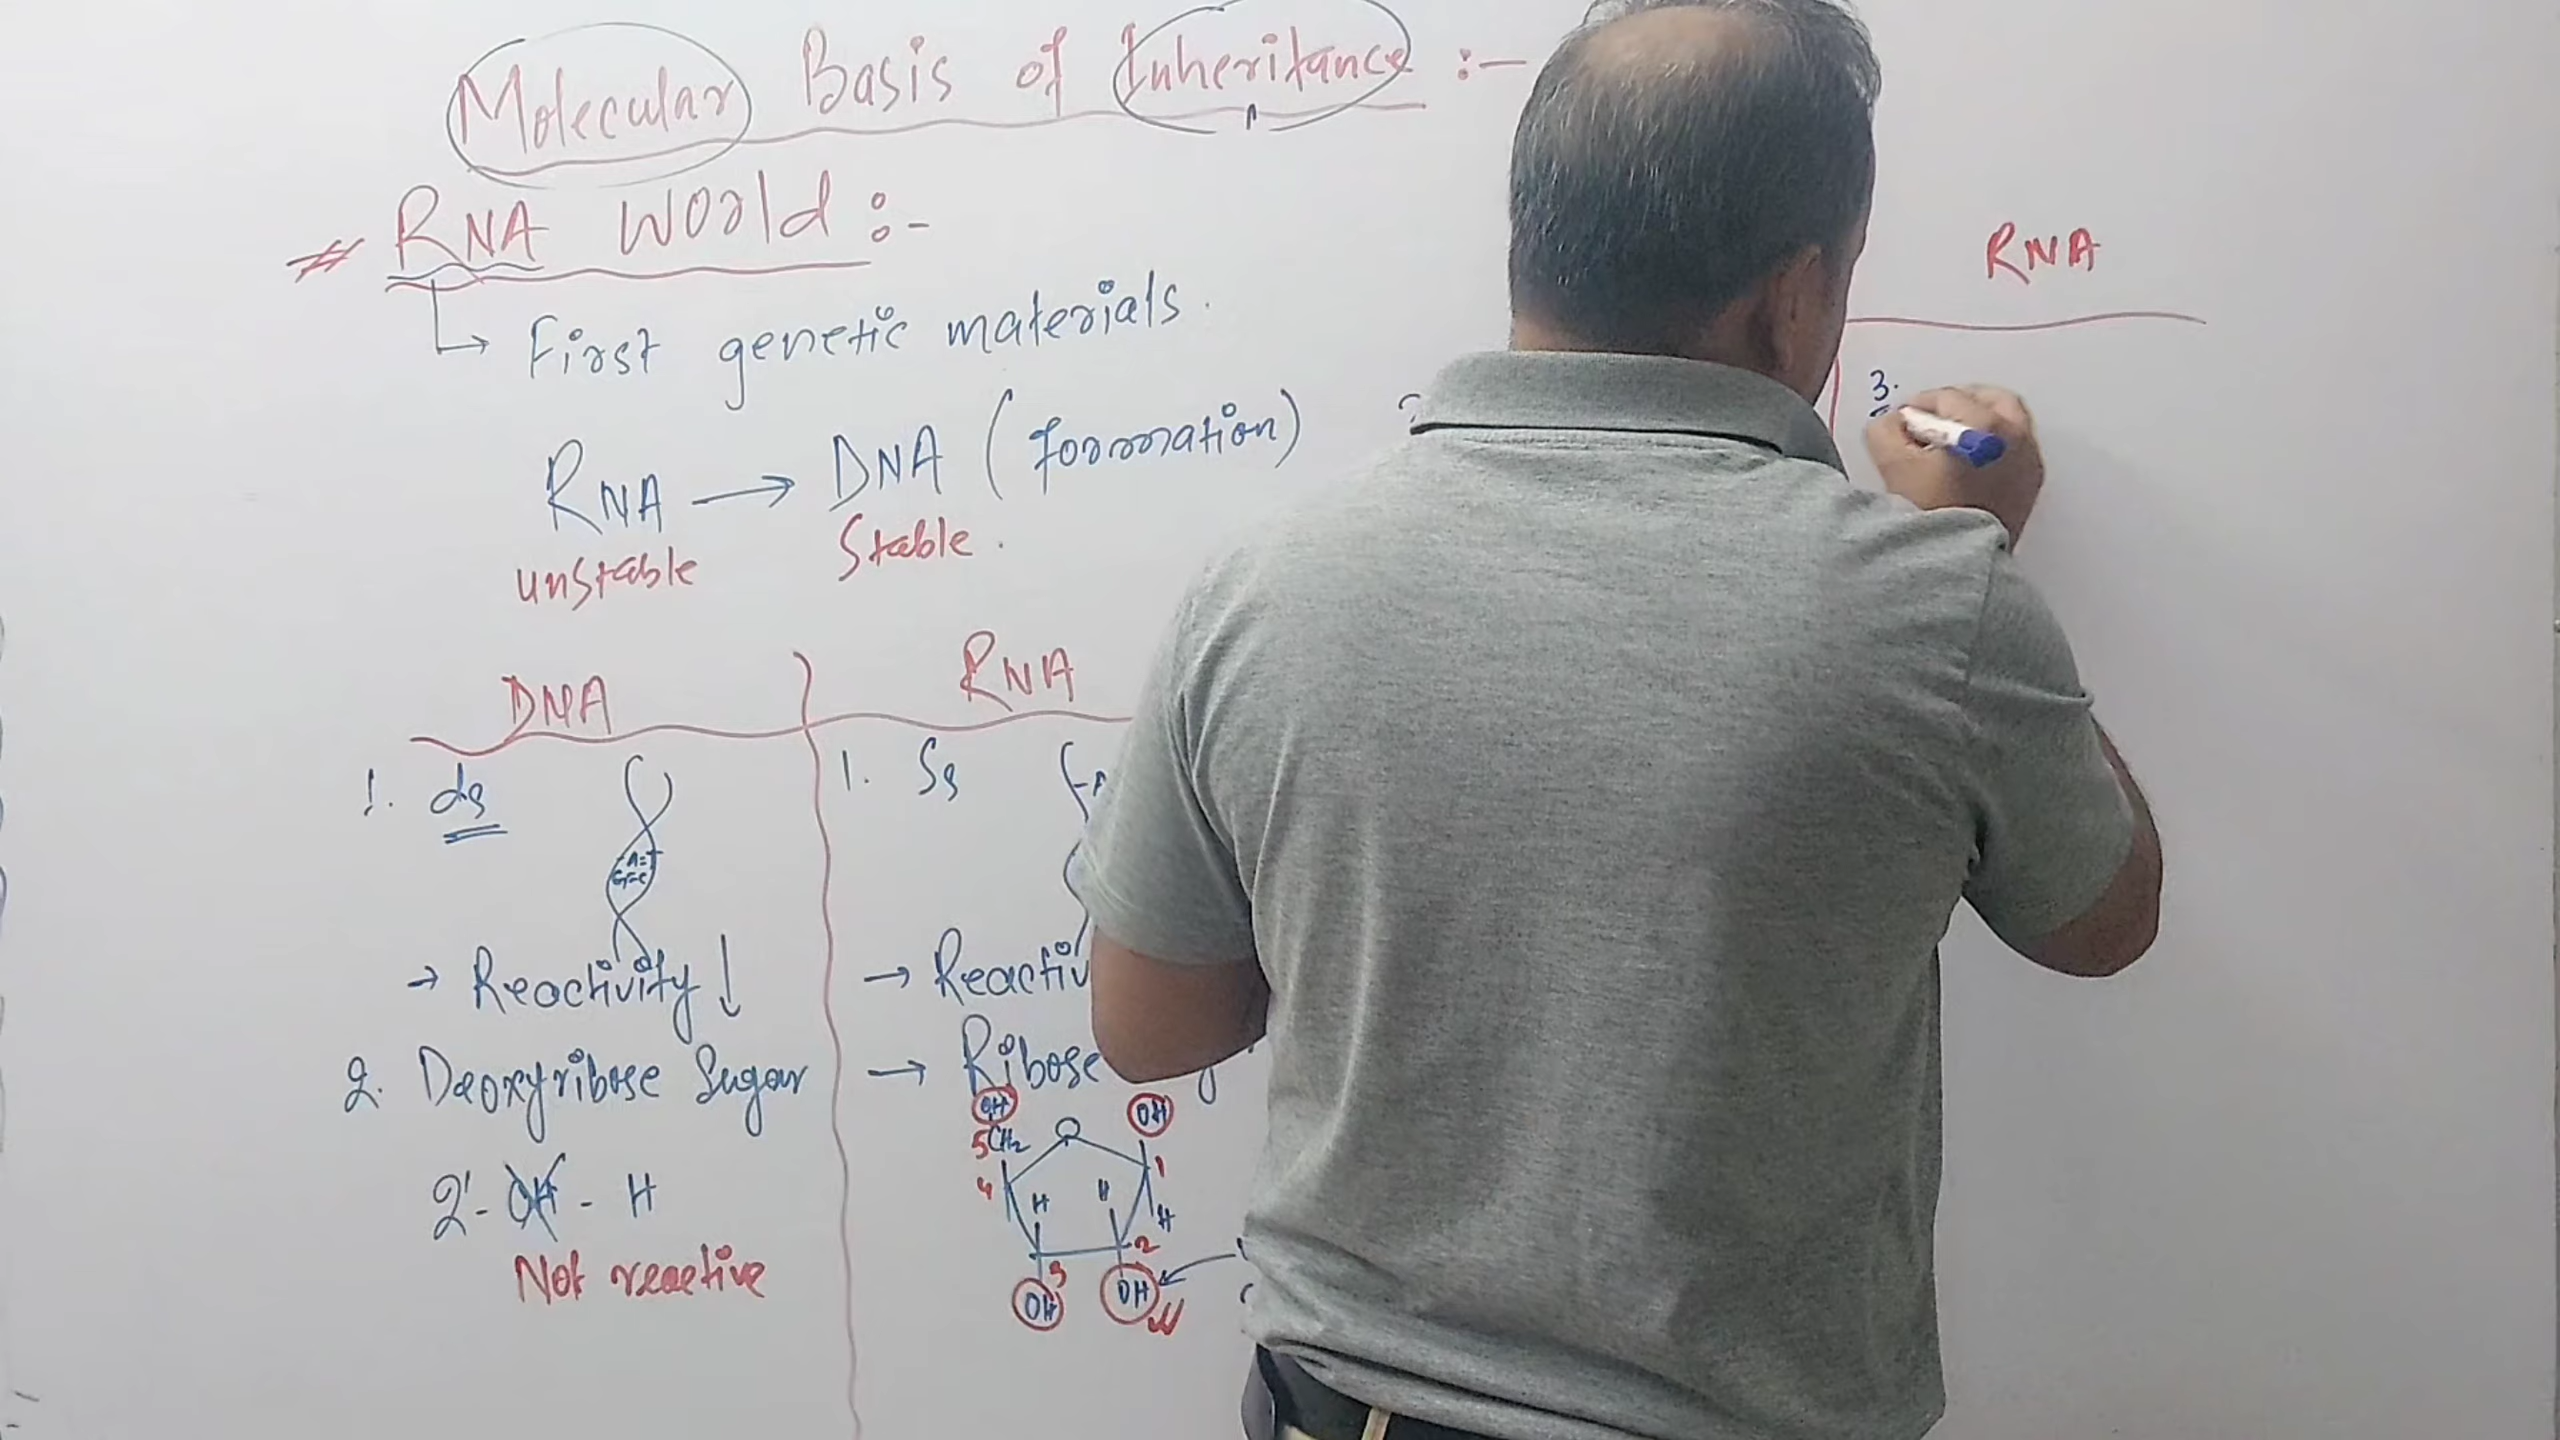 Molecular Basis of Inheritance :-
# RNA World :-
↳ First genetic materials.
RNA → DNA (formation)
unstable Stable.
DNA
1. ds
A=T
G≡C
→ Reactivity ↓
2. Deoxyribose Sugar
2'- OH - H
Not reactive
RNA
1. Ss
→ Reactiv
→ Ribose
OH OH
5CH2 O
4 H H 1
H
3 2
OH OH
RNA
3.